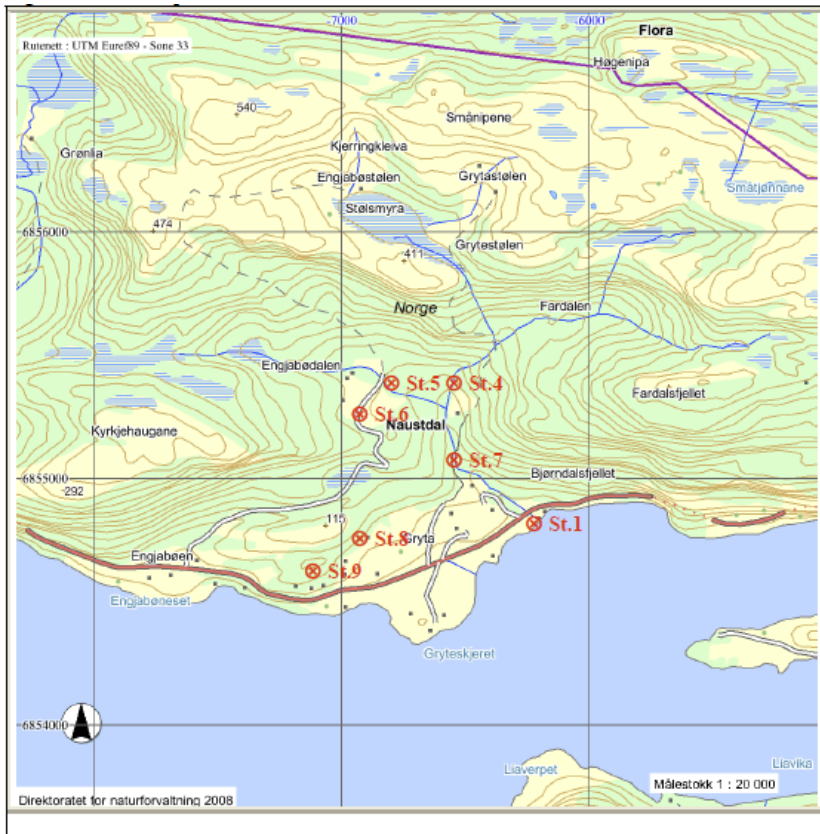 -7000
-6000
Flora
Rutenett : UTM Euref89 - Sone 33
Høgenipa
540
Smånipene
Kjerringkleiva
Grønlia
Engjabøstølen
Grytastølen
Småtjønnane
Stølsmyra
474
6856000
Grytestølen
411
Norge
Fardalen
Engjabødalen
St.5
St.4
Fardalsfjellet
St.6
Naustdal
Kyrkjehaugane
St.7
Bjørndalsfjellet
6855000
292
115
St.1
St.8
Gryta
Engjabøen
St.9
Engjabøneset
Gryteskjeret
6854000
Liaverpet
Liavika
Målestokk 1 : 20 000
Direktoratet for naturforvaltning 2008